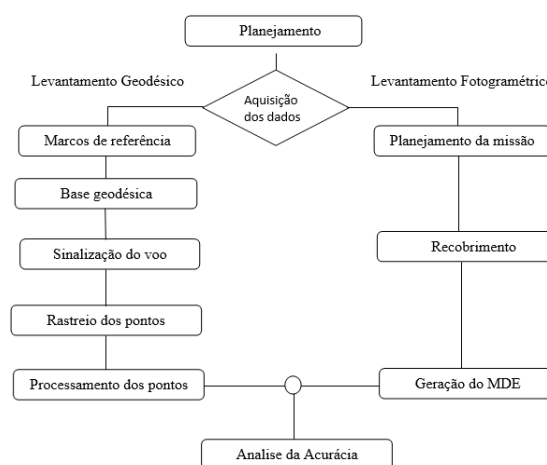 Planejamento
Levantamento Geodésico
Levantamento Fotogramétrico
Aquisição
dos dados
Marcos de referência
Planejamento da missão
Base geodésica
Sinalização do voo
Recobrimento
Rastreio dos pontos
Processamento dos pontos
Geração do MDE
Analise da Acurácia